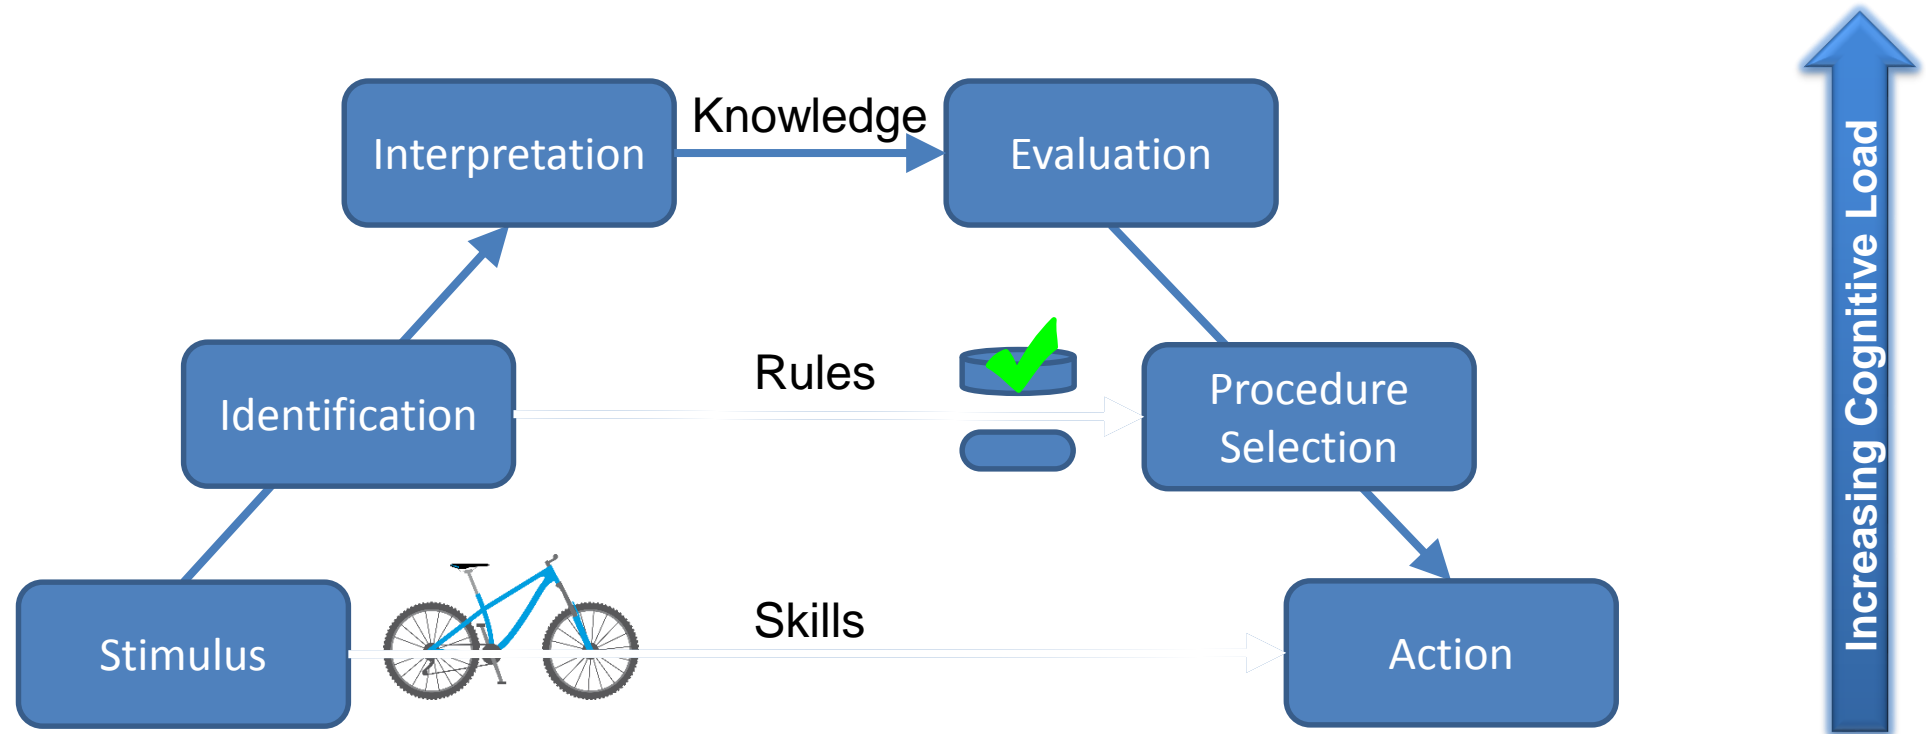 Interpretation
Knowledge
Evaluation
Identification
Rules
Procedure
Selection
Stimulus
Skills
Action
Increasing Cognitive Load